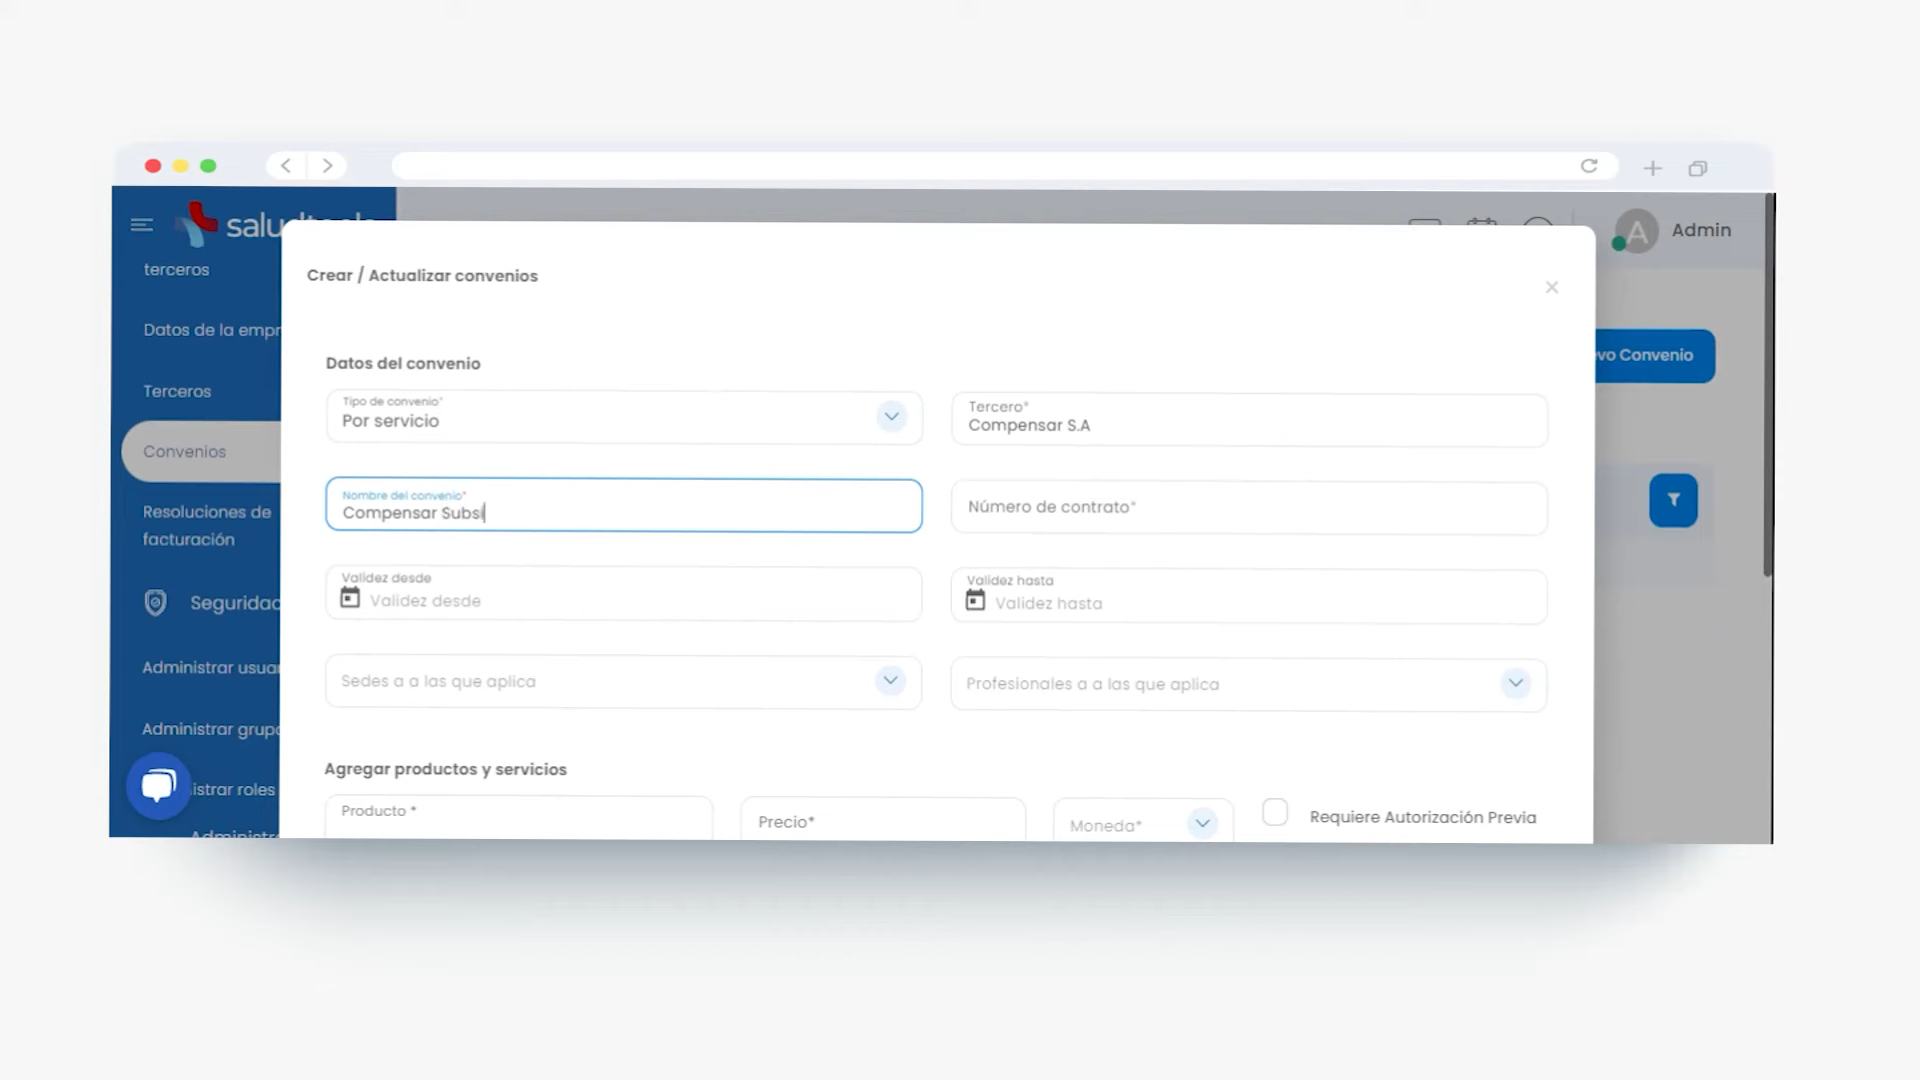 Admin
terceros
Crear / Actualizar convenios
Datos de la empr
vo Convenio
Datos del convenio
Terceros
Tipo de convenio*
Por servicio
Tercero*
Compensar S.A
Convenios
Nombre del convenio*
Compensar Subsi
Número de contrato*
Resoluciones de
facturación
Validez desde
Validez desde
Validez hasta
Validez hasta
Seguridad
Administrar usuar
Sedes a a las que aplica
Profesionales a a las que aplica
Administrar grupo
Agregar productos y servicios
istrar roles
Producto *
Precio*
Moneda*
Requiere Autorización Previa